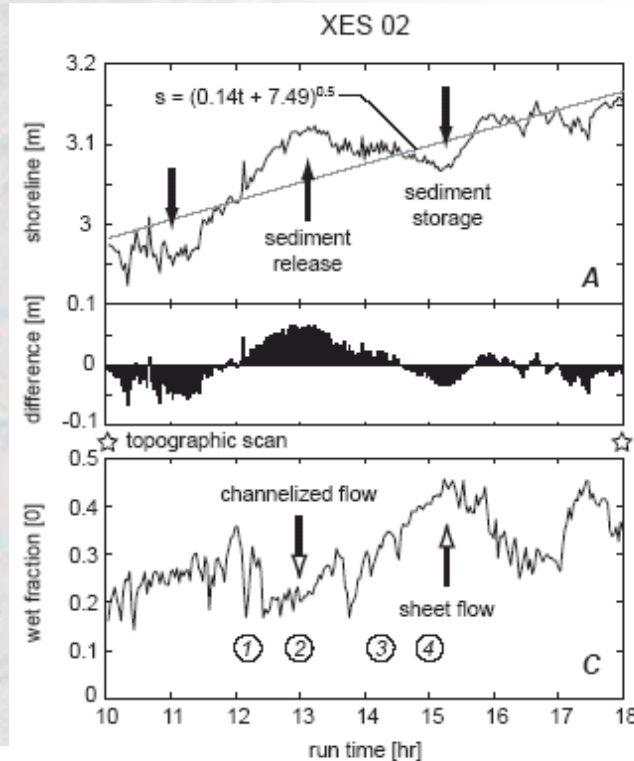 XES 02
shoreline [m]
3.2
3.1
3
s = (0.14t + 7.49)^0.5
sediment
release
sediment
storage
A
difference [m]
0.1
0
-0.1
☆ topographic scan ☆
wet fraction [0]
0.5
0.4
0.3
0.2
0.1
0
channelized flow
sheet flow
1 2 3 4
C
10 11 12 13 14 15 16 17 18
run time [hr]